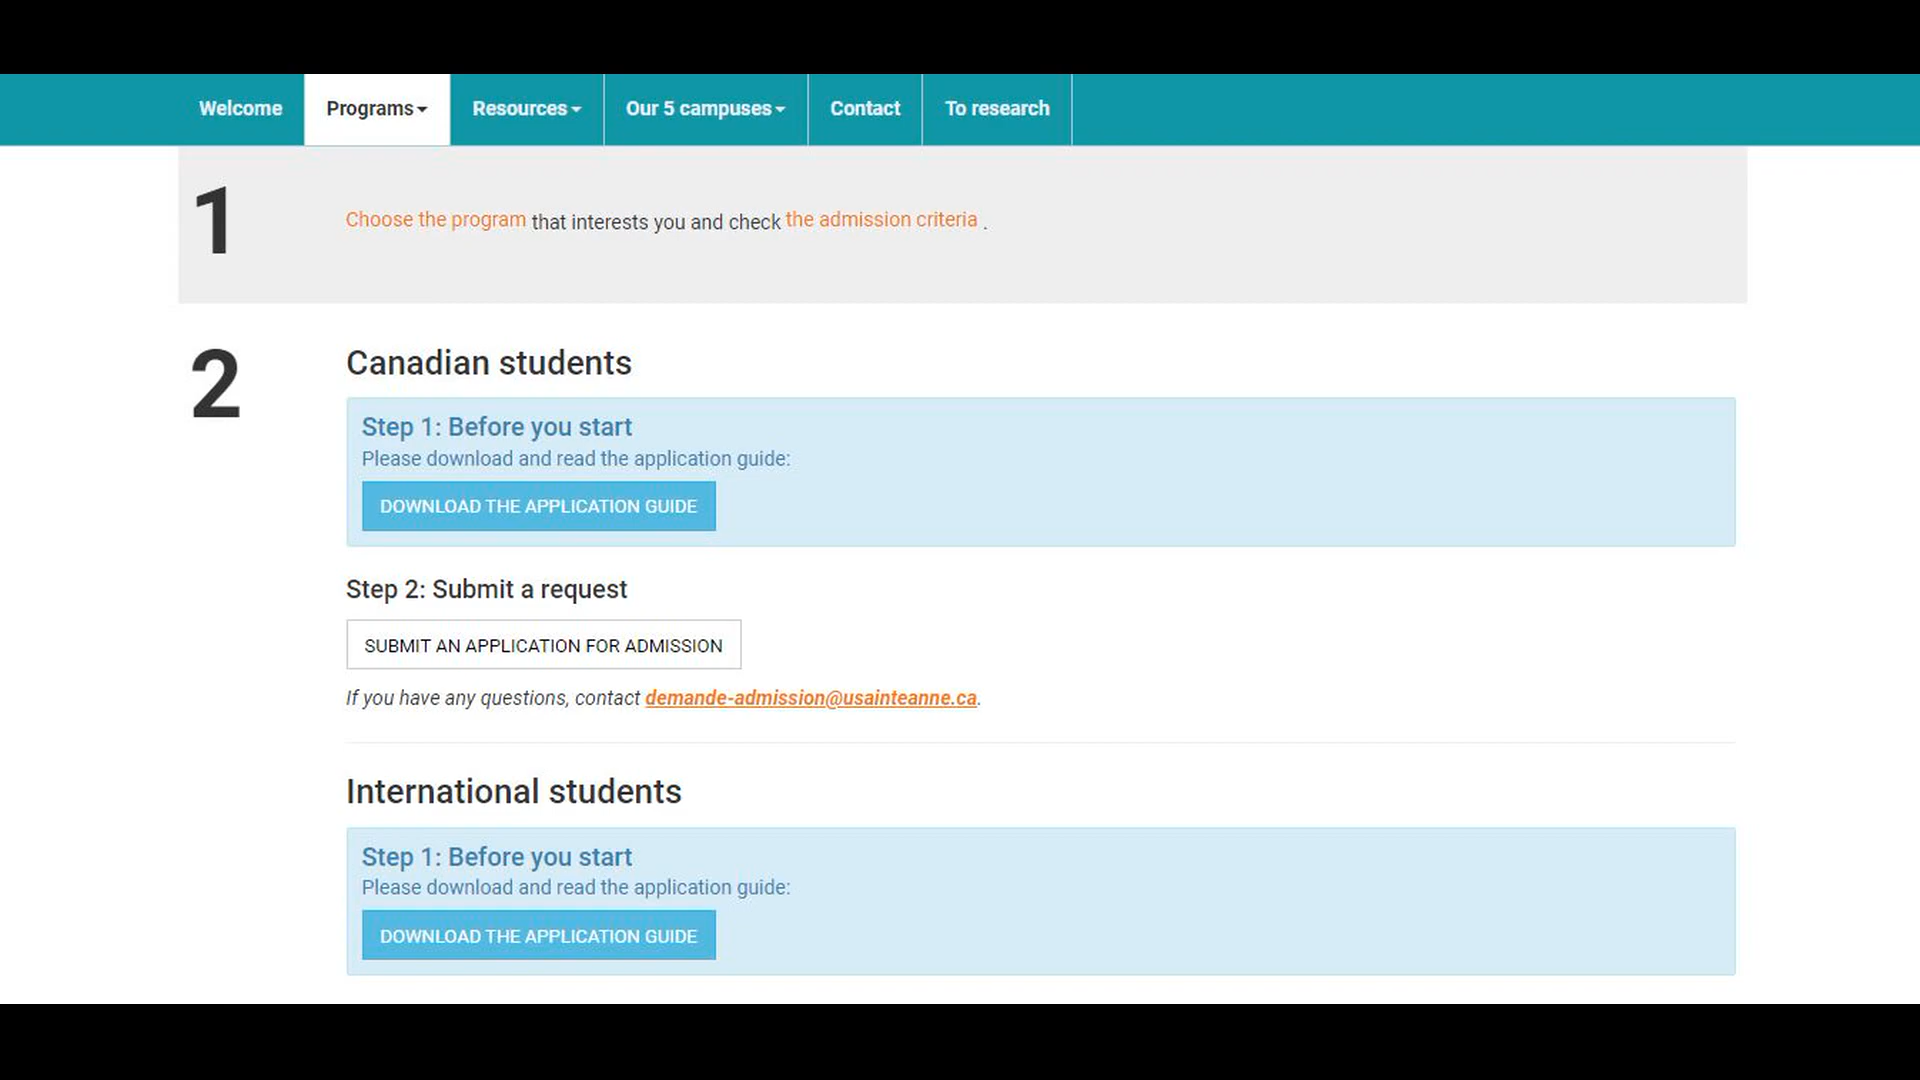 Welcome
Programs
Resources
Our 5 campuses
Contact
To research
1
Choose the program that interests you and check the admission criteria .
2
Canadian students
Step 1: Before you start
Please download and read the application guide:
DOWNLOAD THE APPLICATION GUIDE
Step 2: Submit a request
SUBMIT AN APPLICATION FOR ADMISSION
If you have any questions, contact demande-admission@usainteanne.ca.
International students
Step 1: Before you start
Please download and read the application guide:
DOWNLOAD THE APPLICATION GUIDE